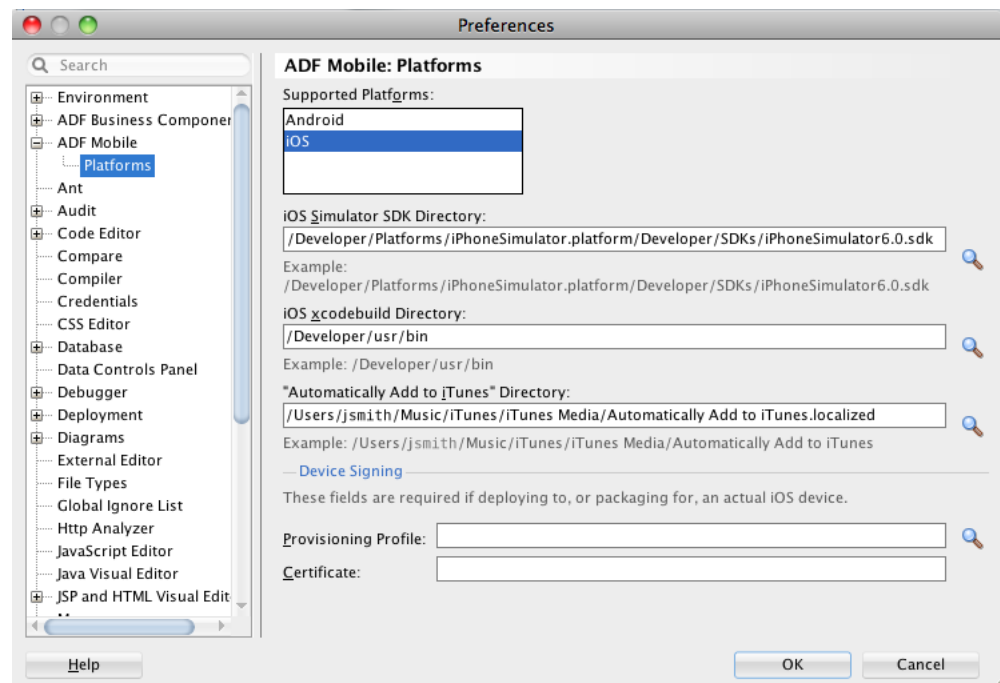 Preferences
Search
Environment
ADF Business Componer
ADF Mobile
Platforms
Ant
Audit
Code Editor
Compare
Compiler
Credentials
CSS Editor
Database
Data Controls Panel
Debugger
Deployment
Diagrams
External Editor
File Types
Global Ignore List
Http Analyzer
JavaScript Editor
Java Visual Editor
JSP and HTML Visual Edit
ADF Mobile: Platforms
Supported Platforms:
Android
iOS
iOS Simulator SDK Directory:
/Developer/Platforms/iPhoneSimulator.platform/Developer/SDKs/iPhoneSimulator6.0.sdk
Example:
/Developer/Platforms/iPhoneSimulator.platform/Developer/SDKs/iPhoneSimulator6.0.sdk
iOS xcodebuild Directory:
/Developer/usr/bin
Example: /Developer/usr/bin
"Automatically Add to iTunes" Directory:
/Users/jsmith/Music/iTunes/iTunes Media/Automatically Add to iTunes.localized
Example: /Users/jsmith/Music/iTunes/iTunes Media/Automatically Add to iTunes
Device Signing
These fields are required if deploying to, or packaging for, an actual iOS device.
Provisioning Profile:
Certificate:
Help
OK
Cancel